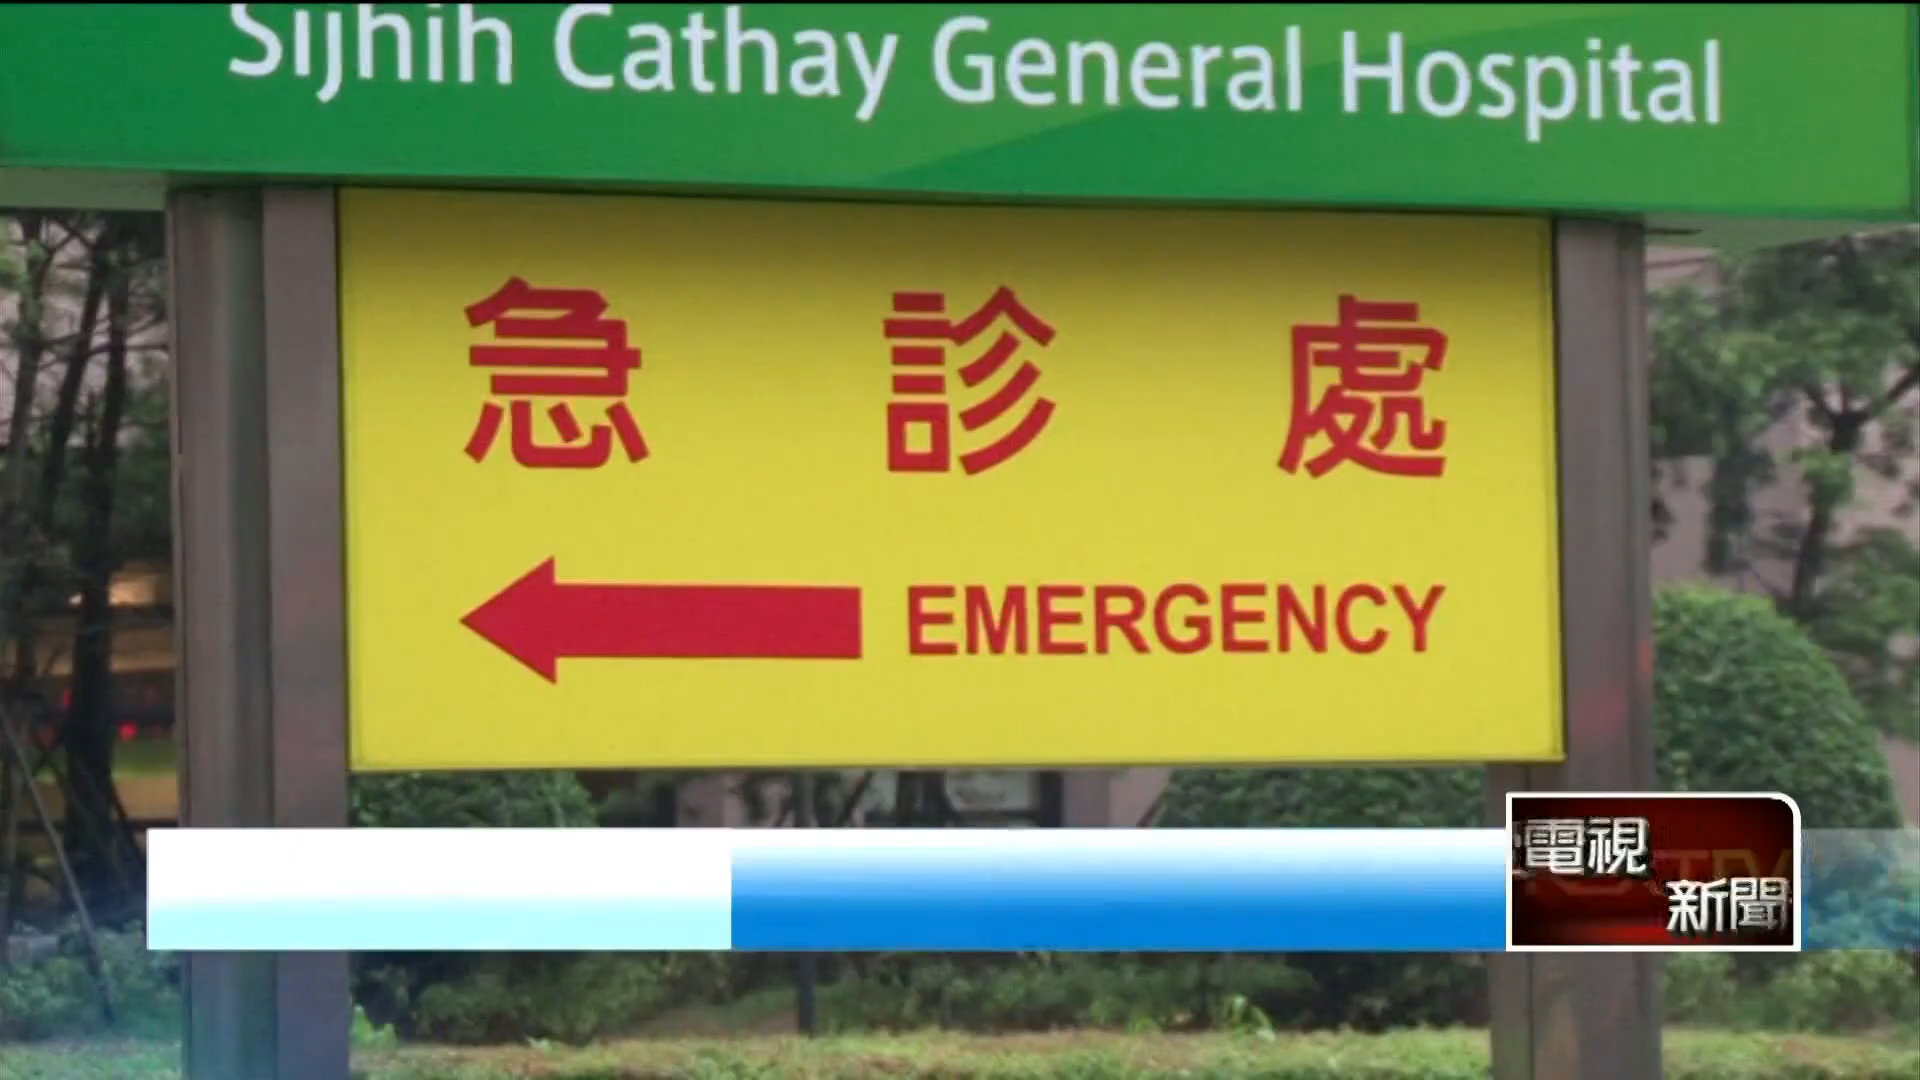 Sijhih Cathay General Hospital
急診處
EMERGENCY
電視
新聞